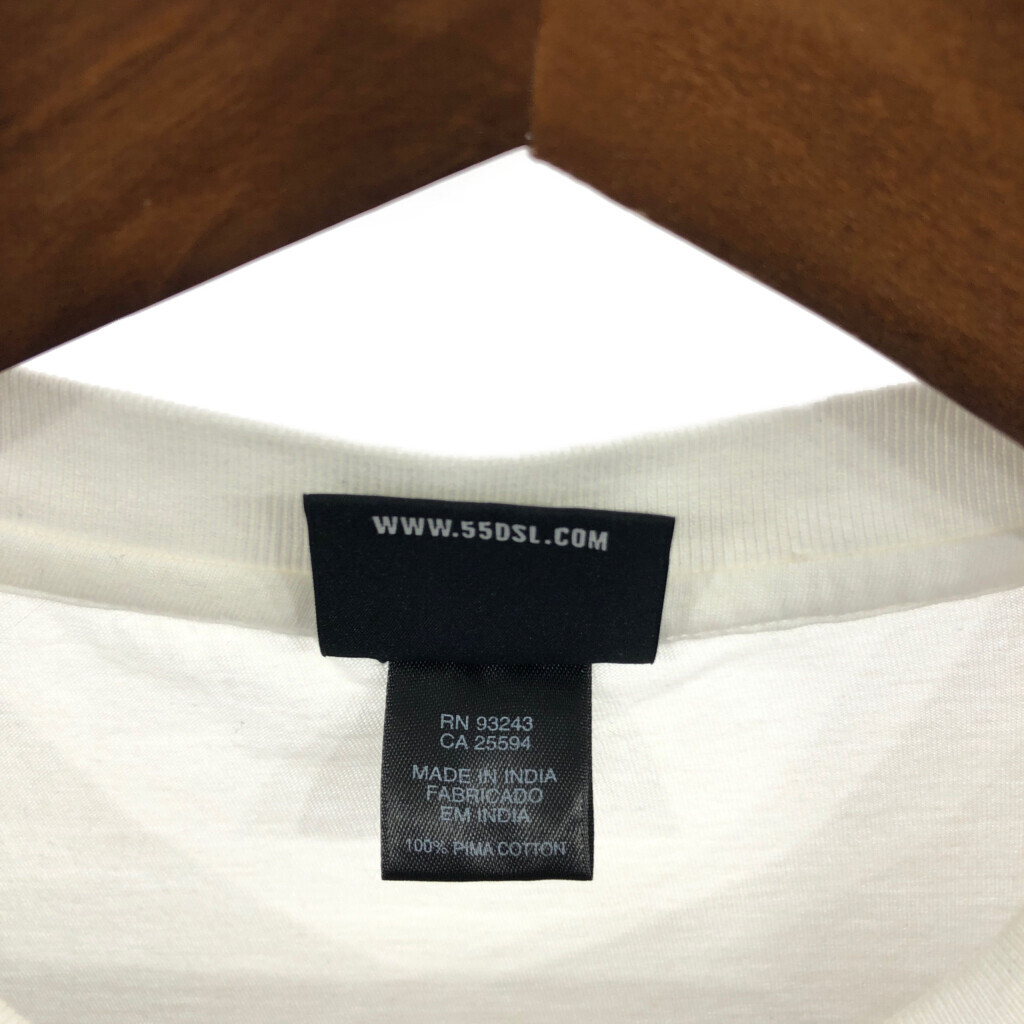 WWW.55DSL.COM
RN 93243
CA 25594
MADE IN INDIA
FABRICADO
EM INDIA
100% PIMA COTTON